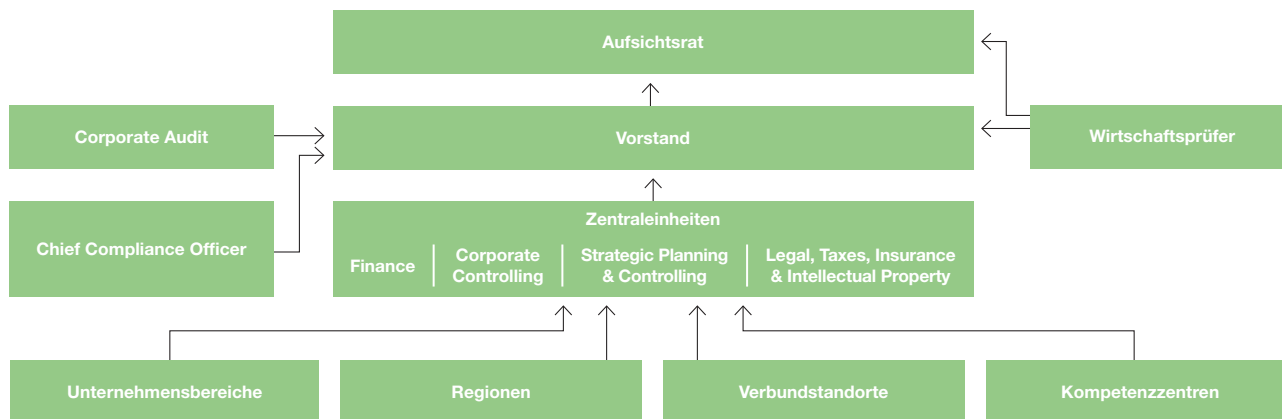 Aufsichtsrat
Corporate Audit
Vorstand
Wirtschaftsprüfer
Chief Compliance Officer
Zentraleinheiten
Finance
Corporate
Controlling
Strategic Planning
& Controlling
Legal, Taxes, Insurance
& Intellectual Property
Unternehmensbereiche
Regionen
Verbundstandorte
Kompetenzzentren